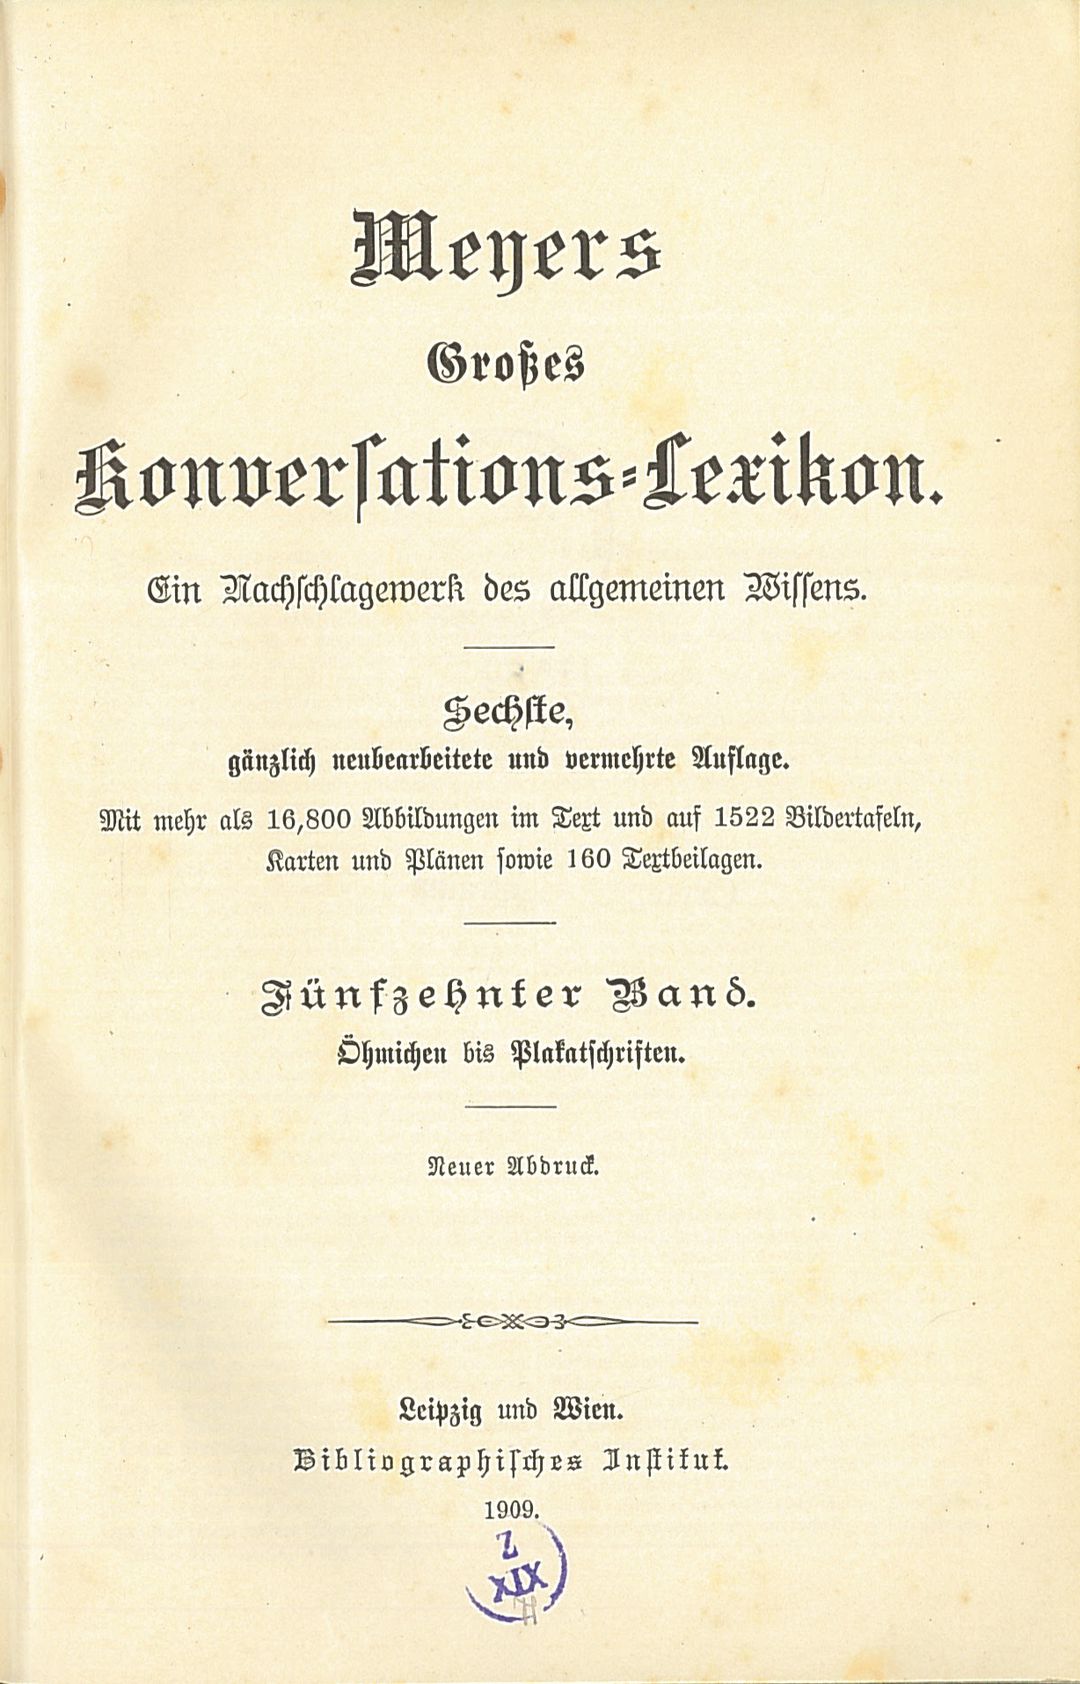 Meyers
Großes
Konverſations-Lexikon.
Ein Nachſchlagewerk des allgemeinen Wiſſens.
Sechſte,
gänzlich neubearbeitete und vermehrte Auflage.
Mit mehr als 16,800 Abbildungen im Text und auf 1522 Bildertafeln,
Karten und Plänen ſowie 160 Textbeilagen.
Fünfzehnter Band.
Öhmichen bis Plakatſchriften.
Neuer Abdruck.
Leipzig und Wien.
Bibliographiſches Inſtitut.
1909.
Z
XIX